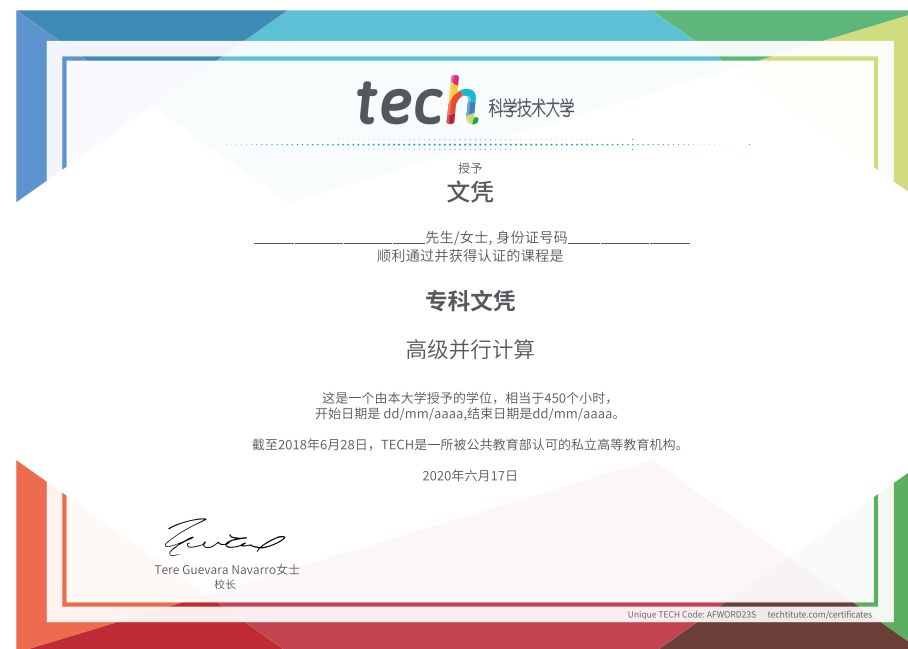 tech 科学技术大学
授予
文凭
____________________先生/女士, 身份证号码______________
顺利通过并获得认证的课程是
专科文凭
高级并行计算
这是一个由本大学授予的学位，相当于450个小时，
开始日期是 dd/mm/aaaa,结束日期是dd/mm/aaaa。
截至2018年6月28日，TECH是一所被公共教育部认可的私立高等教育机构。
2020年六月17日
Tere Guevara Navarro女士
校长
Unique TECH Code: AFWORD23S techtitute.com/certificates